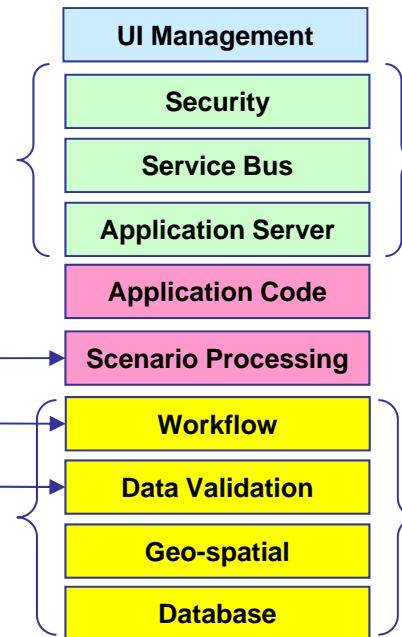 UI Management
Security
Service Bus
Application Server
Application Code
Scenario Processing
Workflow
Data Validation
Geo-spatial
Database